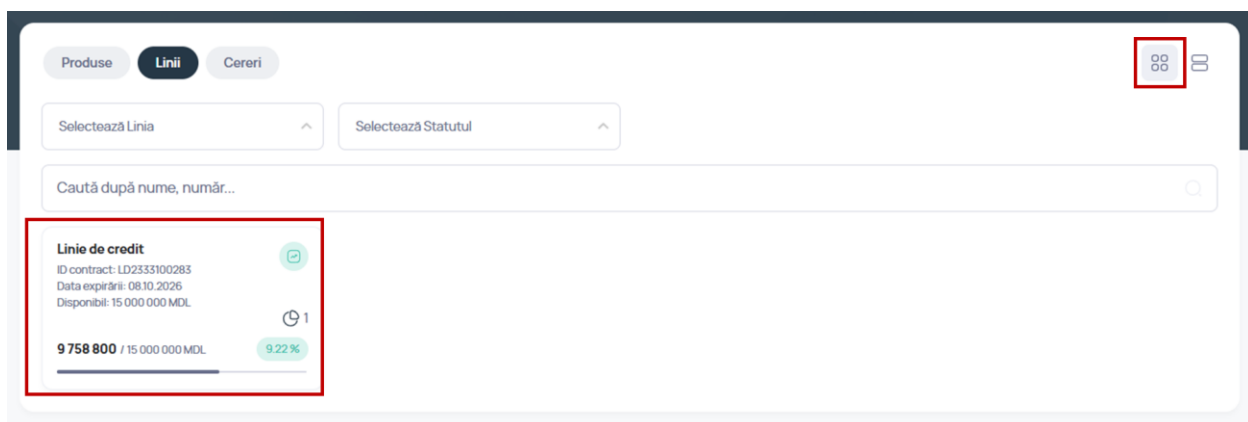 Produse Linii Cereri
Selectează Linia Selectează Statutul
Caută după nume, număr...
Linie de credit
ID contract: LD2333100283
Data expirării: 08.10.2026
Disponibil: 15 000 000 MDL
1
9 758 800 / 15 000 000 MDL 9.22 %